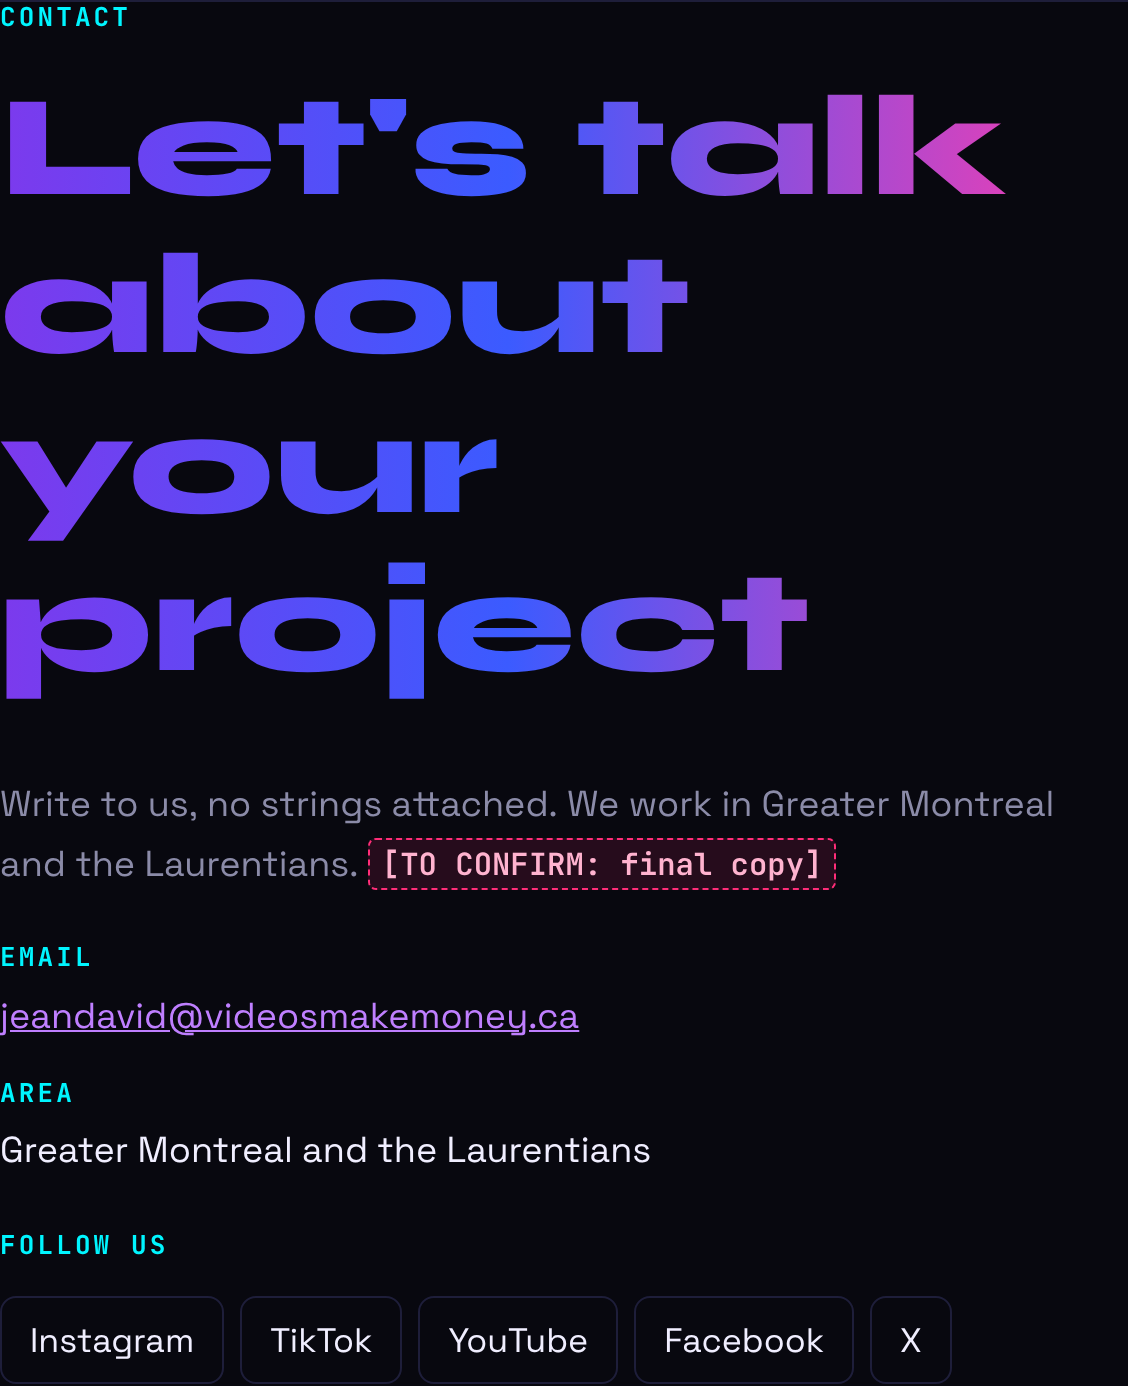 CONTACT
Let's talk
about
your
project
Write to us, no strings attached. We work in Greater Montreal
and the Laurentians. [TO CONFIRM: final copy]
EMAIL
jeandavid@videosmakemoney.ca
AREA
Greater Montreal and the Laurentians
FOLLOW US
Instagram TikTok YouTube Facebook X